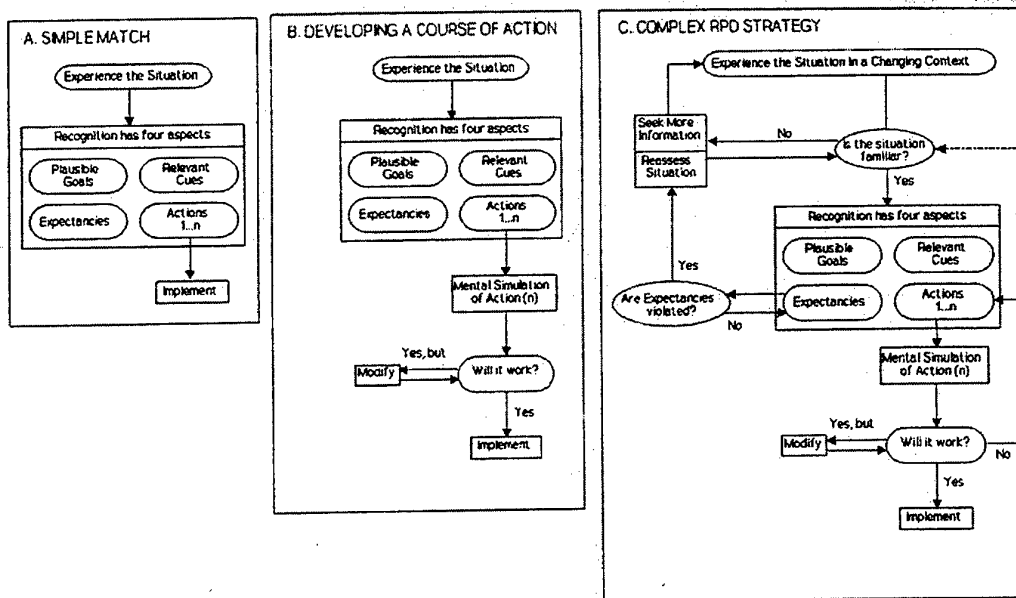 A. SIMPLE MATCH
Experience the Situation
Recognition has four aspects
Plausible
Goals
Relevant
Cues
Expectancies
Actions
1...n
Implement
B. DEVELOPING A COURSE OF ACTION
Experience the Situation
Recognition has four aspects
Plausible
Goals
Relevant
Cues
Expectancies
Actions
1...n
Mental Simulation
of Action (n)
Yes, but
Modify
Will it work?
Yes
Implement
C. COMPLEX RPD STRATEGY
Experience the Situation in a Changing Context
Seek More
Information
No
Is the situation
familiar?
Reassess
Situation
Yes
Recognition has four aspects
Plausible
Goals
Relevant
Cues
Yes
Are Expectancies
violated?
No
Expectancies
Actions
1...n
Mental Simulation
of Action (n)
Yes, but
Modify
Will it work?
No
Yes
Implement